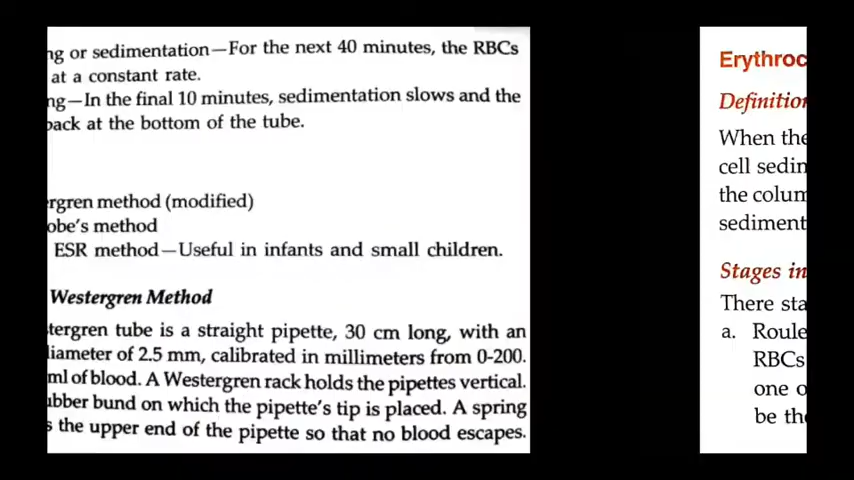 ng or sedimentation—For the next 40 minutes, the RBCs
at a constant rate.
ng—In the final 10 minutes, sedimentation slows and the
pack at the bottom of the tube.
ergren method (modified)
obe's method
ESR method—Useful in infants and small children.
Westergren Method
tergren tube is a straight pipette, 30 cm long, with an
iameter of 2.5 mm, calibrated in millimeters from 0-200.
ml of blood. A Westergren rack holds the pipettes vertical.
ubber bund on which the pipette's tip is placed. A spring
s the upper end of the pipette so that no blood escapes.
Erythroc
Definition
When the
cell sedin
the colum
sediment
Stages in
There sta
a. Roule
RBCs
one o
be the